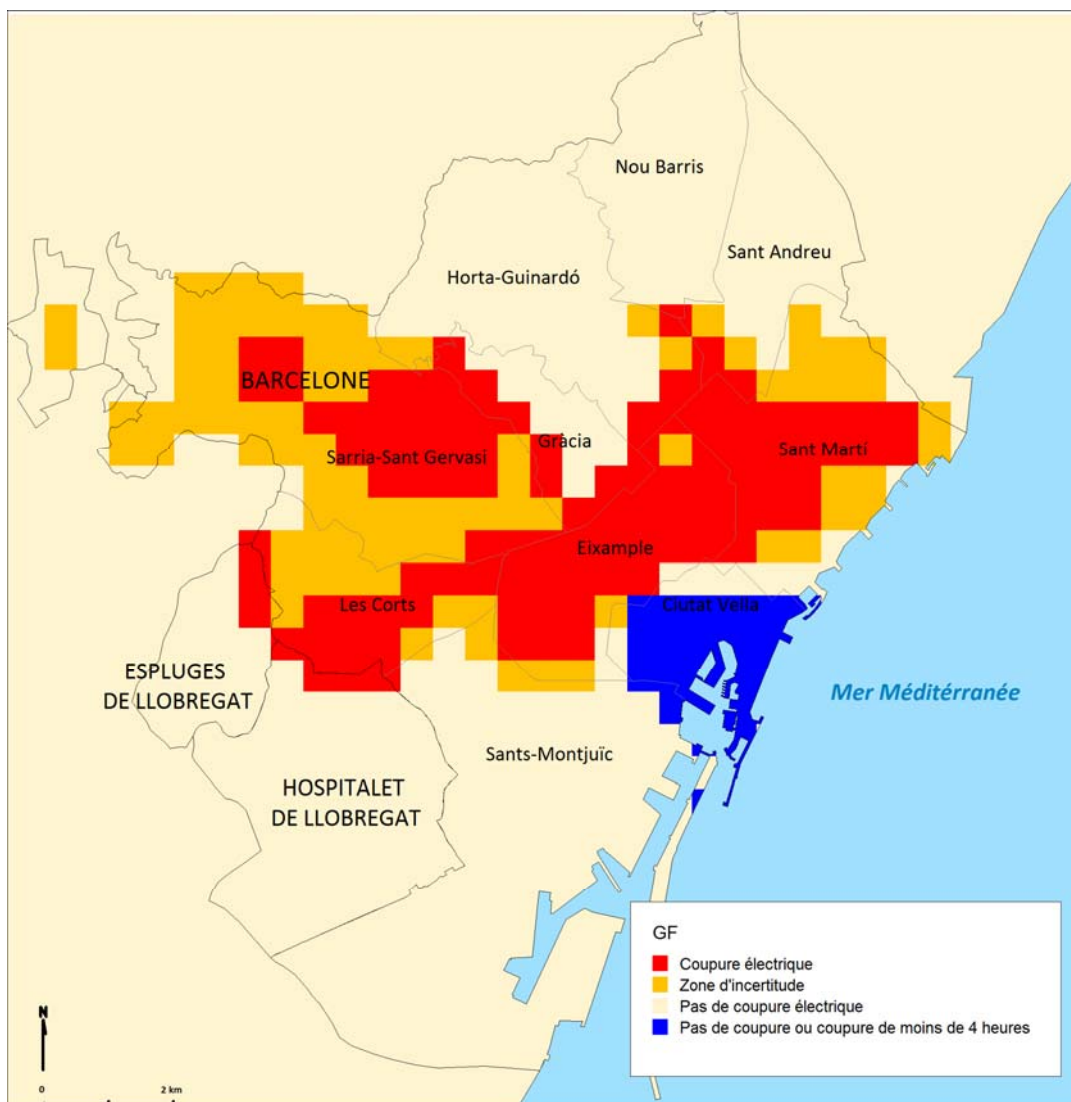 Nou Barris
Sant Andreu
Horta-Guinardó
BARCELONE
Gràcia
Sarria-Sant Gervasi
Sant Martí
Eixample
Les Corts
Ciutat Vella
ESPLUGES
DE LLOBREGAT
Mer Méditérranée
Sants-Montjuïc
HOSPITALET
DE LLOBREGAT
GF
Coupure électrique
Zone d'incertitude
Pas de coupure électrique
Pas de coupure ou coupure de moins de 4 heures
N
0 2 km